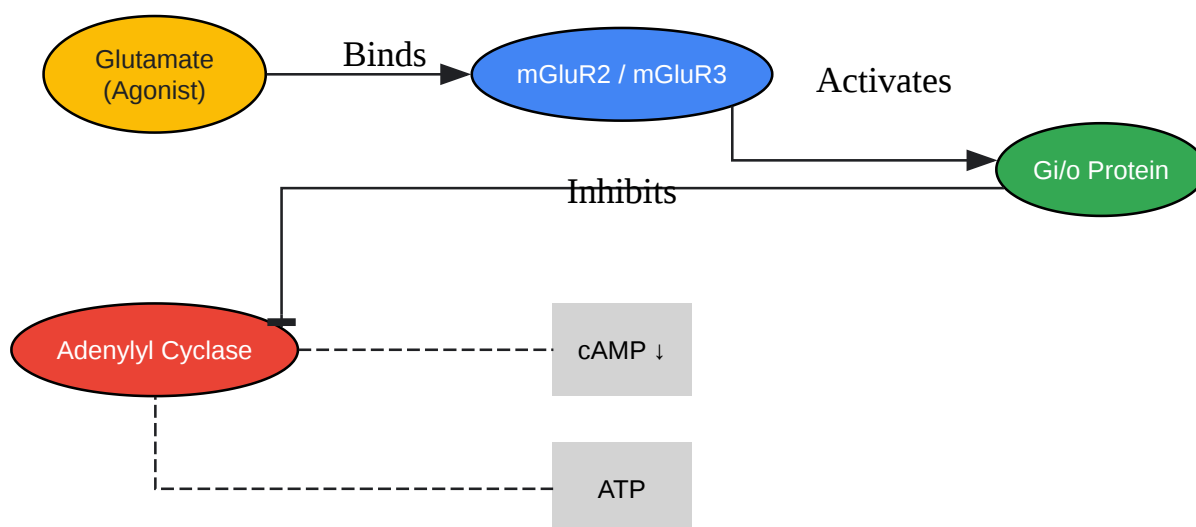 Glutamate
(Agonist)
Binds
mGluR2 / mGluR3
Activates
Gi/o Protein
Inhibits
Adenylyl Cyclase
cAMP ↓
ATP